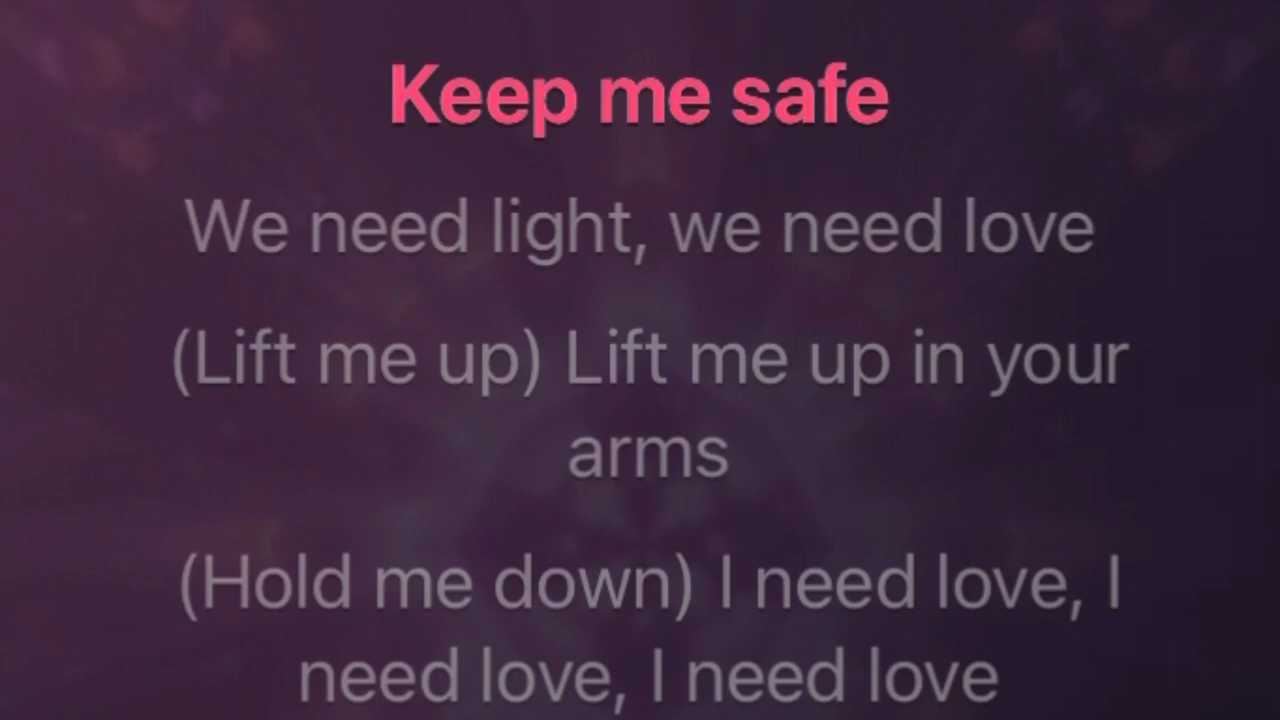 Keep me safe
We need light, we need love
(Lift me up) Lift me up in your
arms
(Hold me down) I need love, I
need love, I need love